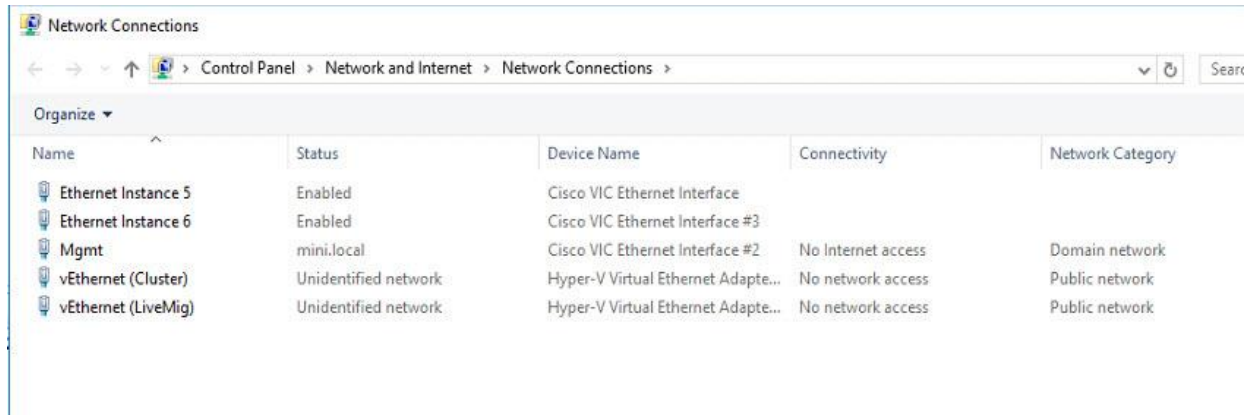 Network Connections
Control Panel > Network and Internet > Network Connections >
Organize
Name Status Device Name Connectivity Network Category
Ethernet Instance 5 Enabled Cisco VIC Ethernet Interface
Ethernet Instance 6 Enabled Cisco VIC Ethernet Interface #3
Mgmt mini.local Cisco VIC Ethernet Interface #2 No Internet access Domain network
vEthernet (Cluster) Unidentified network Hyper-V Virtual Ethernet Adapte... No network access Public network
vEthernet (LiveMig) Unidentified network Hyper-V Virtual Ethernet Adapte... No network access Public network